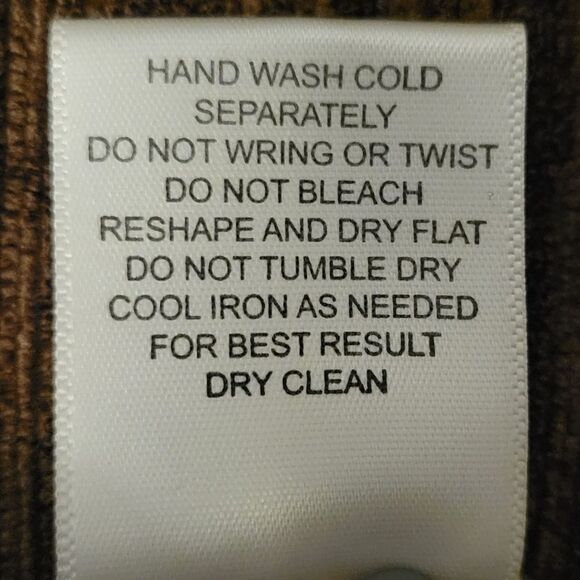 HAND WASH COLD
SEPARATELY
DO NOT WRING OR TWIST
DO NOT BLEACH
RESHAPE AND DRY FLAT
DO NOT TUMBLE DRY
COOL IRON AS NEEDED
FOR BEST RESULT
DRY CLEAN